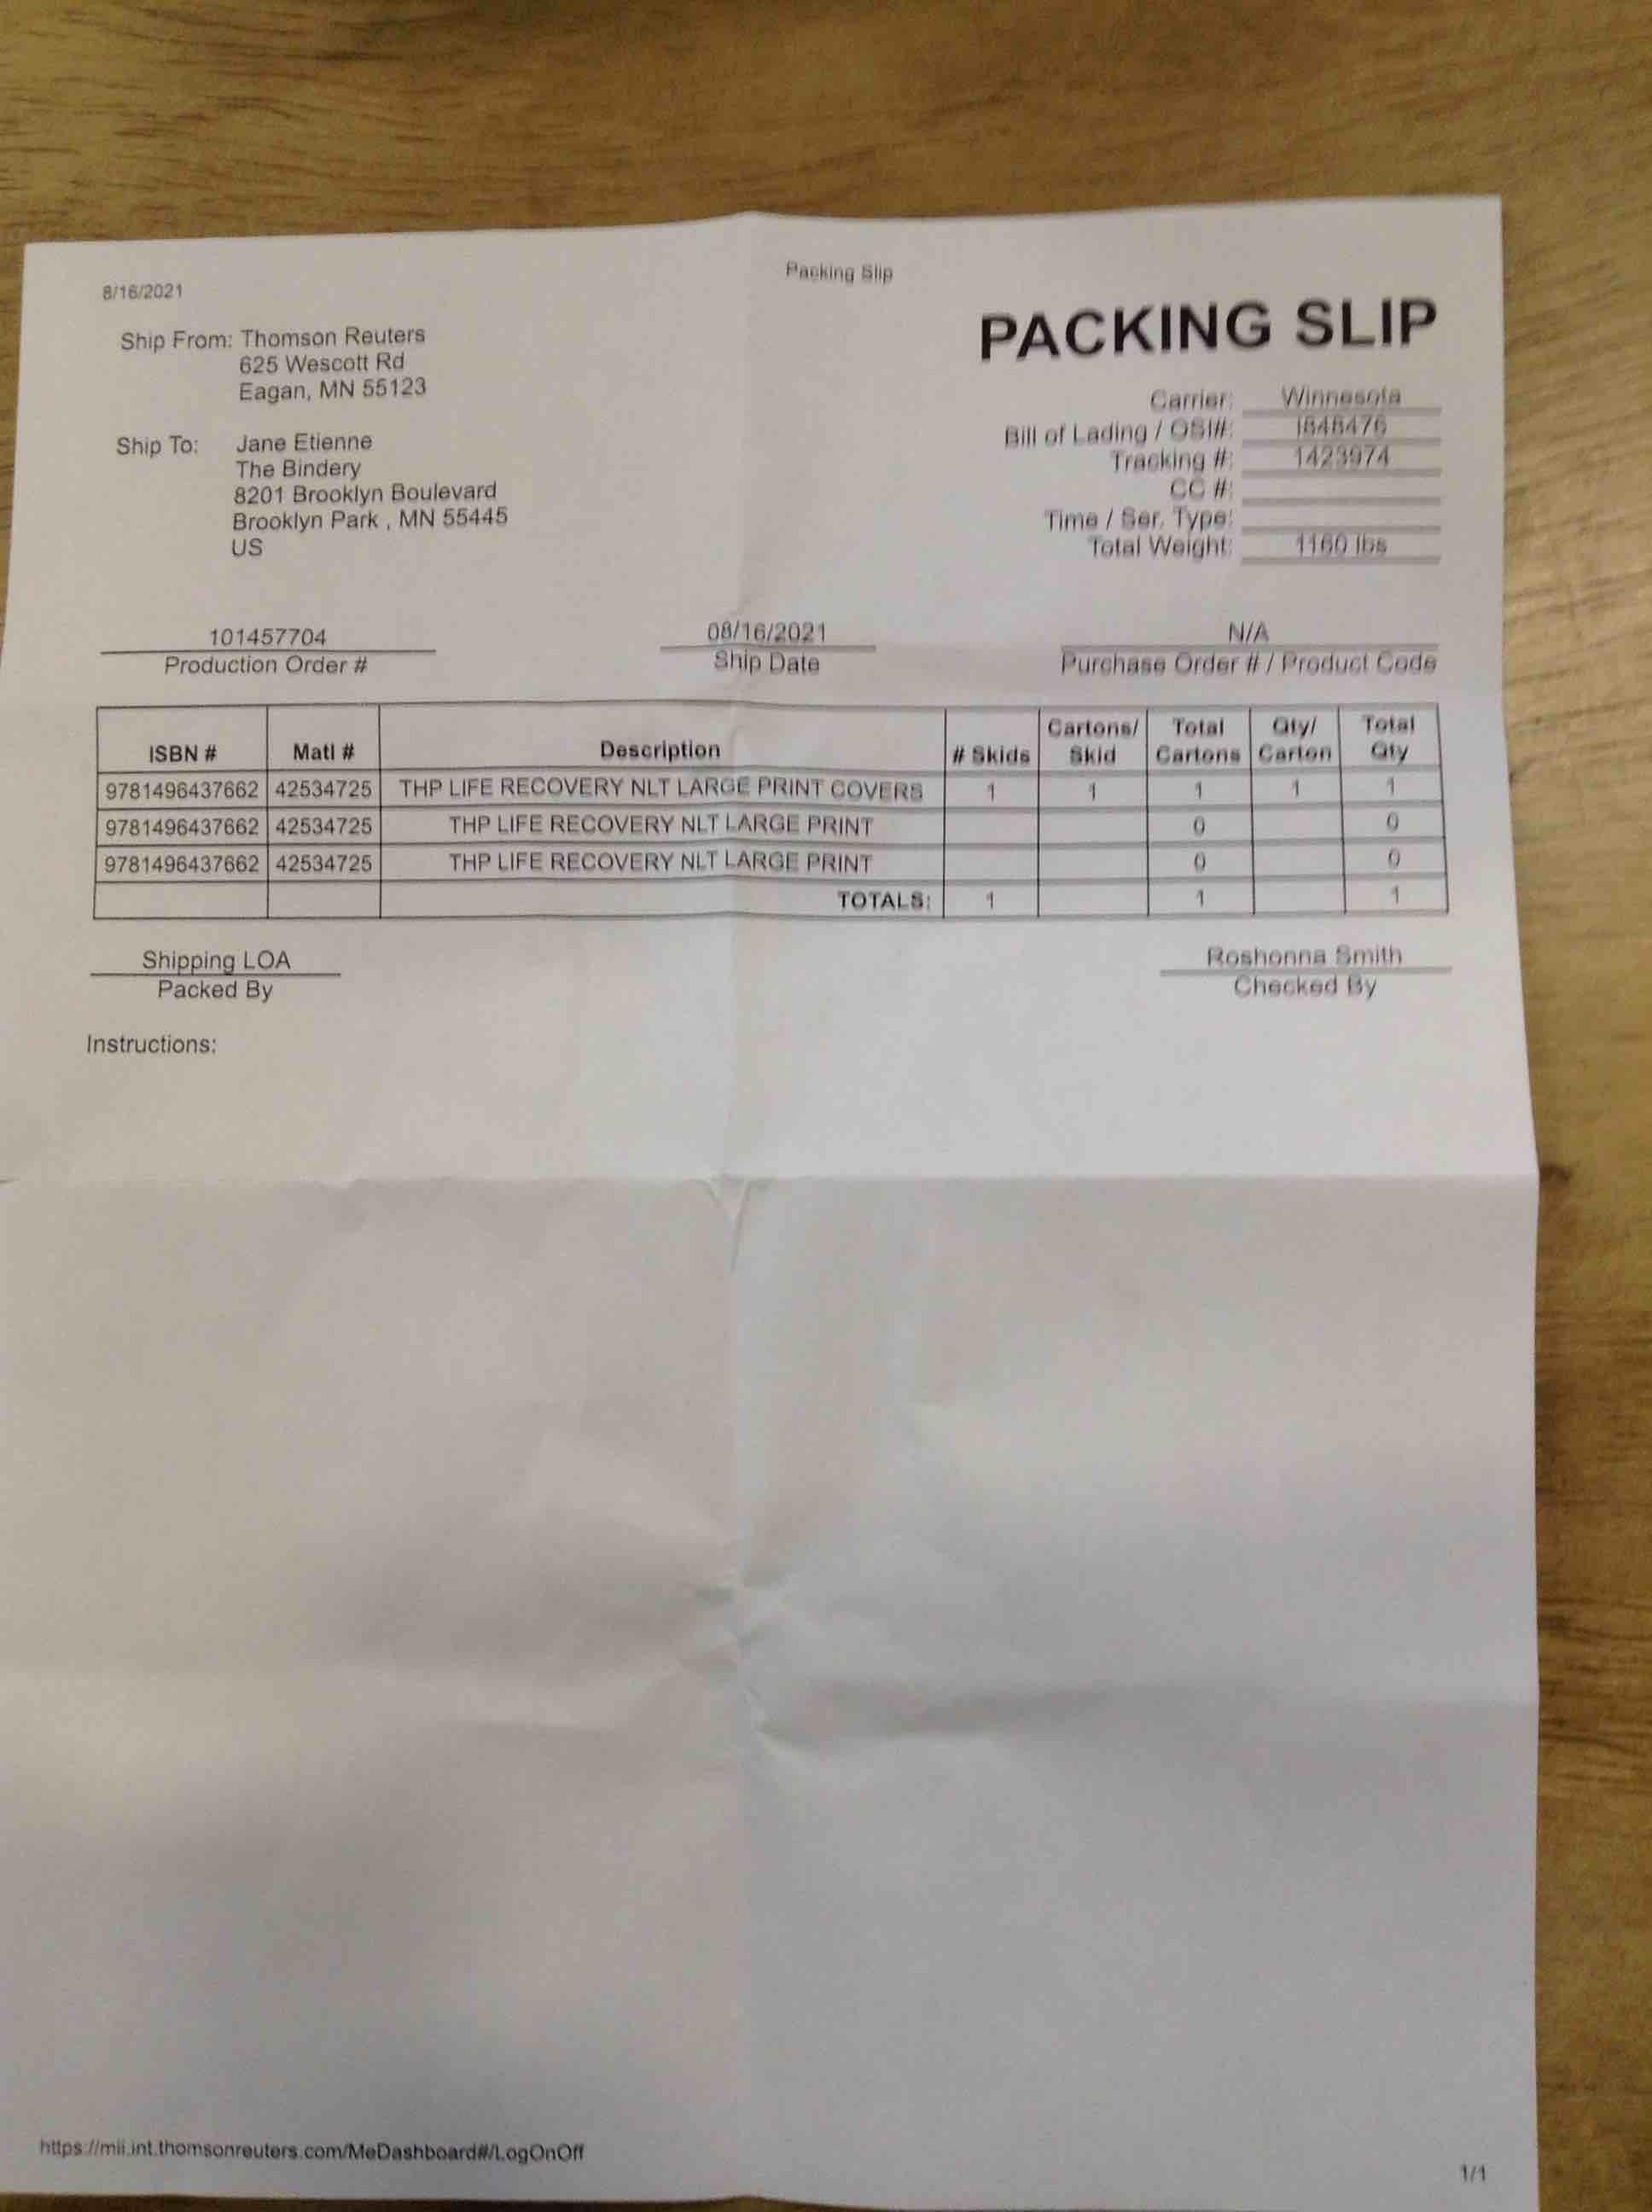 Packing Slip
8/16/2021
PACKING SLIP
Ship From: Thomson Reuters
625 Wescott Rd
Eagan, MN 55123
Ship To: Jane Etienne
The Bindery
8201 Brooklyn Boulevard
Brooklyn Park , MN 55445
US
Carrier: Winnesota
Bill of Lading / OSI#: I848476
Tracking #: 1423974
CC #:
Time / Ser. Type:
Total Weight: 1160 lbs
101457704 08/16/2021 N/A
Production Order # Ship Date Purchase Order # / Product Code
ISBN # Matl # Description # Skids Cartons/ Skid Total Cartons Qty/ Carton Total Qty
9781496437662 42534725 THP LIFE RECOVERY NLT LARGE PRINT COVERS 1 1 1 1 1
9781496437662 42534725 THP LIFE RECOVERY NLT LARGE PRINT 0 0
9781496437662 42534725 THP LIFE RECOVERY NLT LARGE PRINT 0 0
TOTALS: 1 1 1
Shipping LOA Roshonna Smith
Packed By Checked By
Instructions:
https://mii.int.thomsonreuters.com/MeDashboard#/LogOnOff
1/1